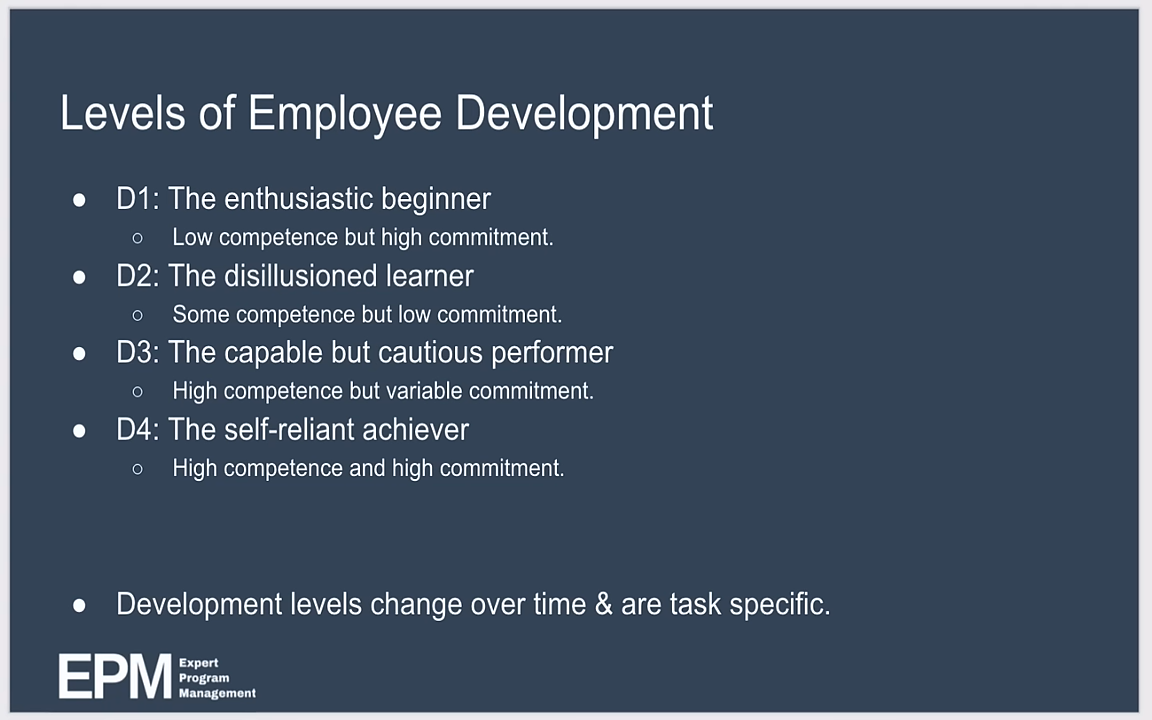 Levels of Employee Development
● D1: The enthusiastic beginner
○ Low competence but high commitment.
● D2: The disillusioned learner
○ Some competence but low commitment.
● D3: The capable but cautious performer
○ High competence but variable commitment.
● D4: The self-reliant achiever
○ High competence and high commitment.
● Development levels change over time & are task specific.
EPM Expert
Program
Management